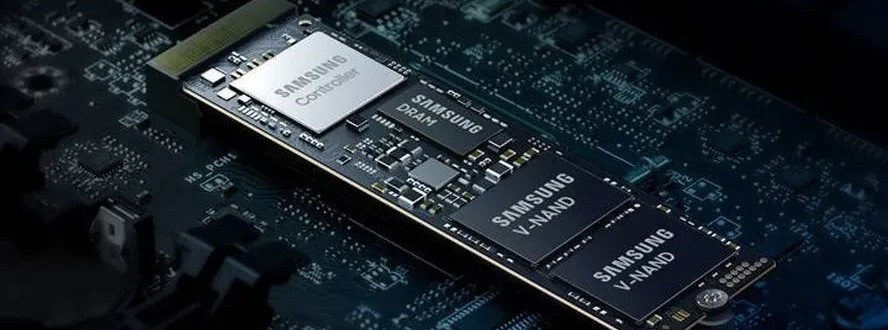 SAMSUNG
Controller
SAMSUNG
DRAM
SAMSUNG
V-NAND
SAMSUNG
V-NAND